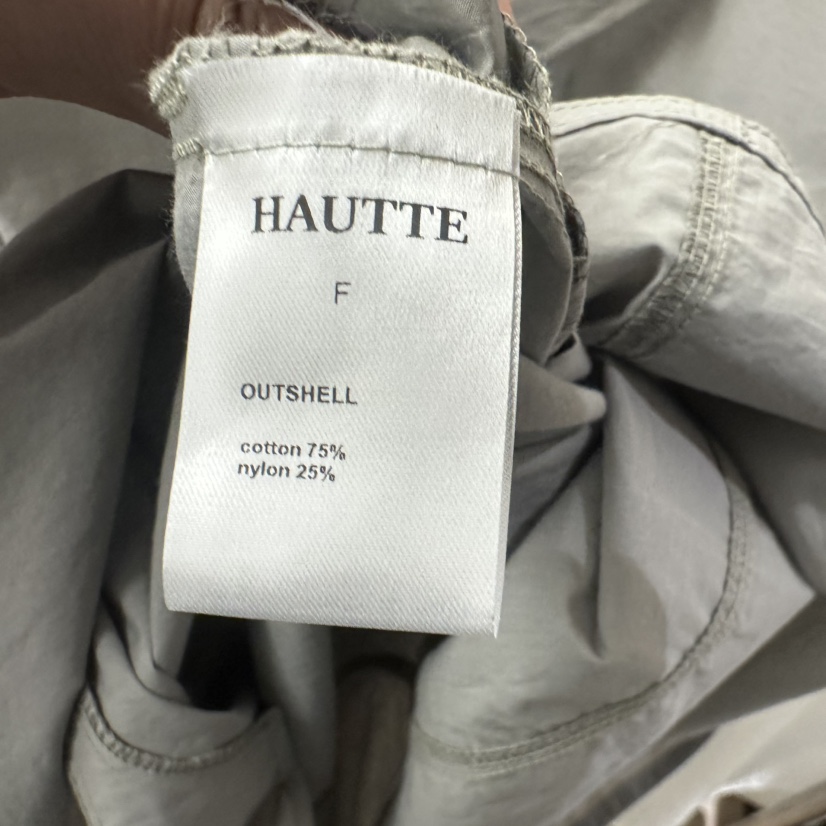 HAUTTE
F
OUTSHELL
cotton 75%
nylon 25%